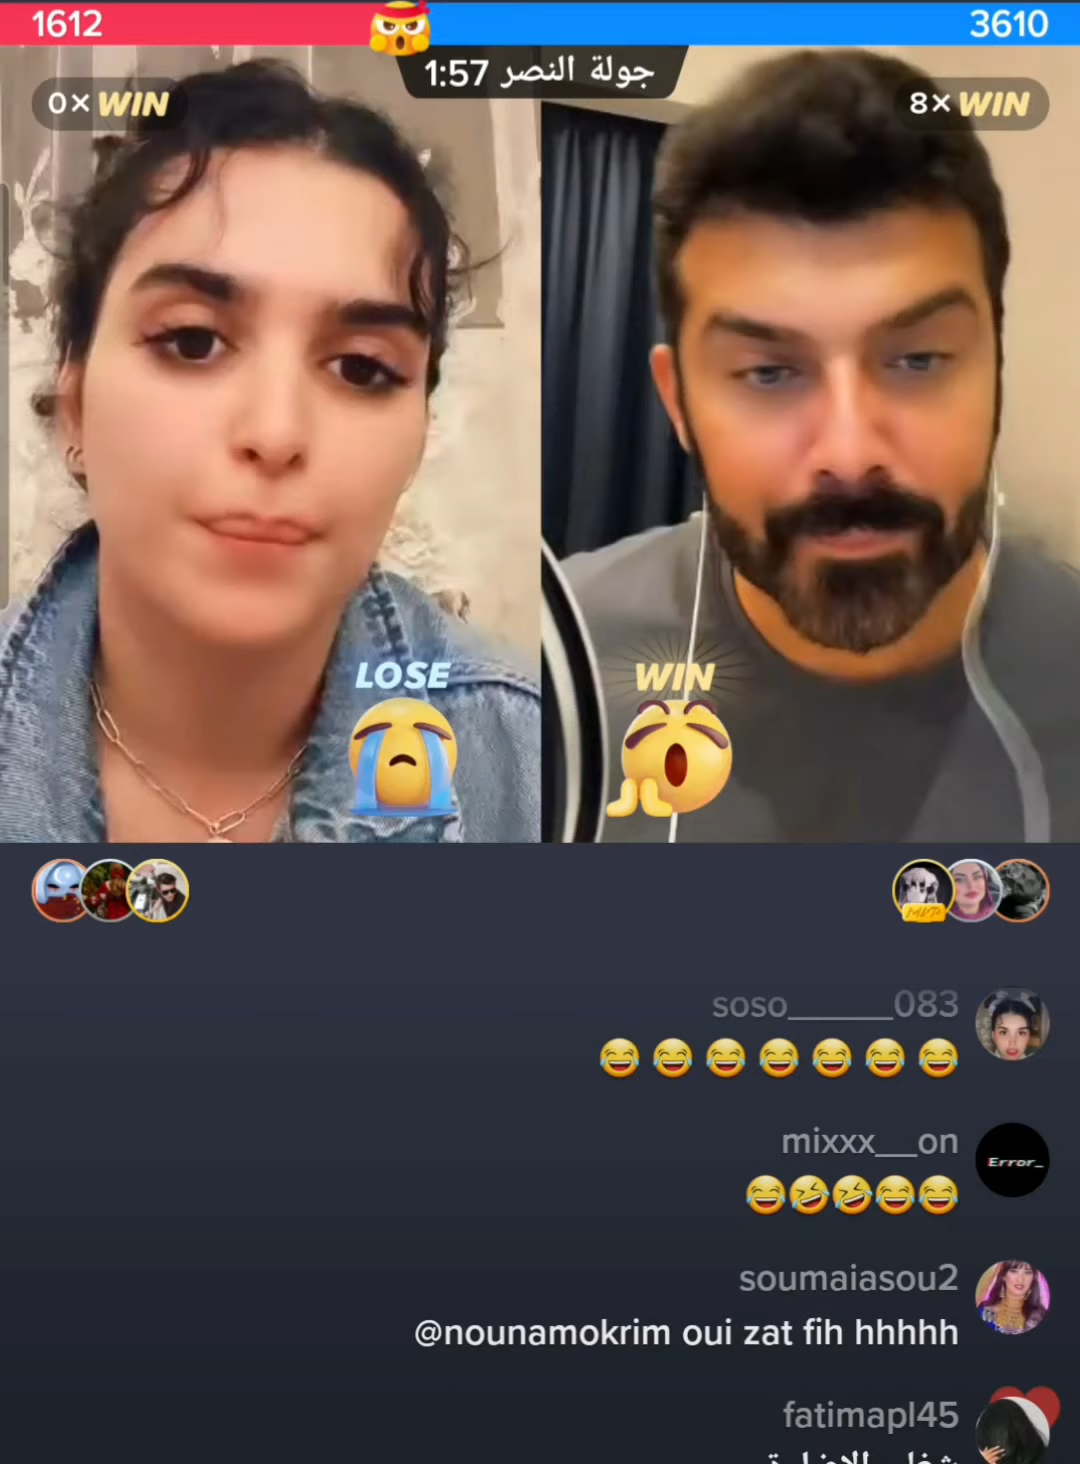 1612
3610
جولة النصر 1:57
0× WIN
8× WIN
LOSE
WIN
MVP
soso______083
mixxx__on
Error_
soumaiasou2
@nounamokrim oui zat fih hhhhh
fatimapl45